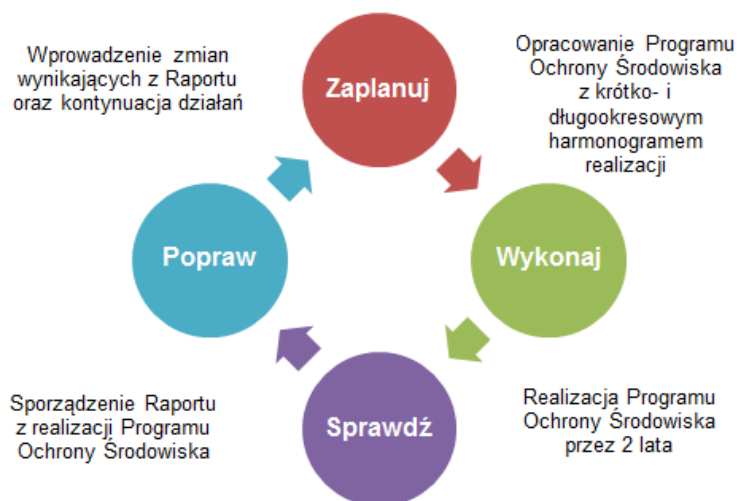 Wprowadzenie zmian
wynikających z Raportu
oraz kontynuacja działań
Zaplanuj
Opracowanie Programu
Ochrony Środowiska
z krótko- i
długookresowym
harmonogramem
realizacji
Popraw
Wykonaj
Sporządzenie Raportu
z realizacji Programu
Ochrony Środowiska
Sprawdź
Realizacja Programu
Ochrony Środowiska
przez 2 lata